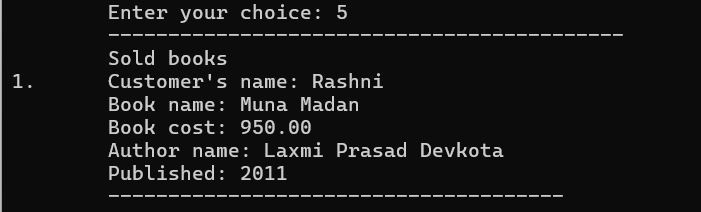 Enter your choice: 5
-------------------------------------------
Sold books
1. Customer's name: Rashni
Book name: Muna Madan
Book cost: 950.00
Author name: Laxmi Prasad Devkota
Published: 2011
--------------------------------------